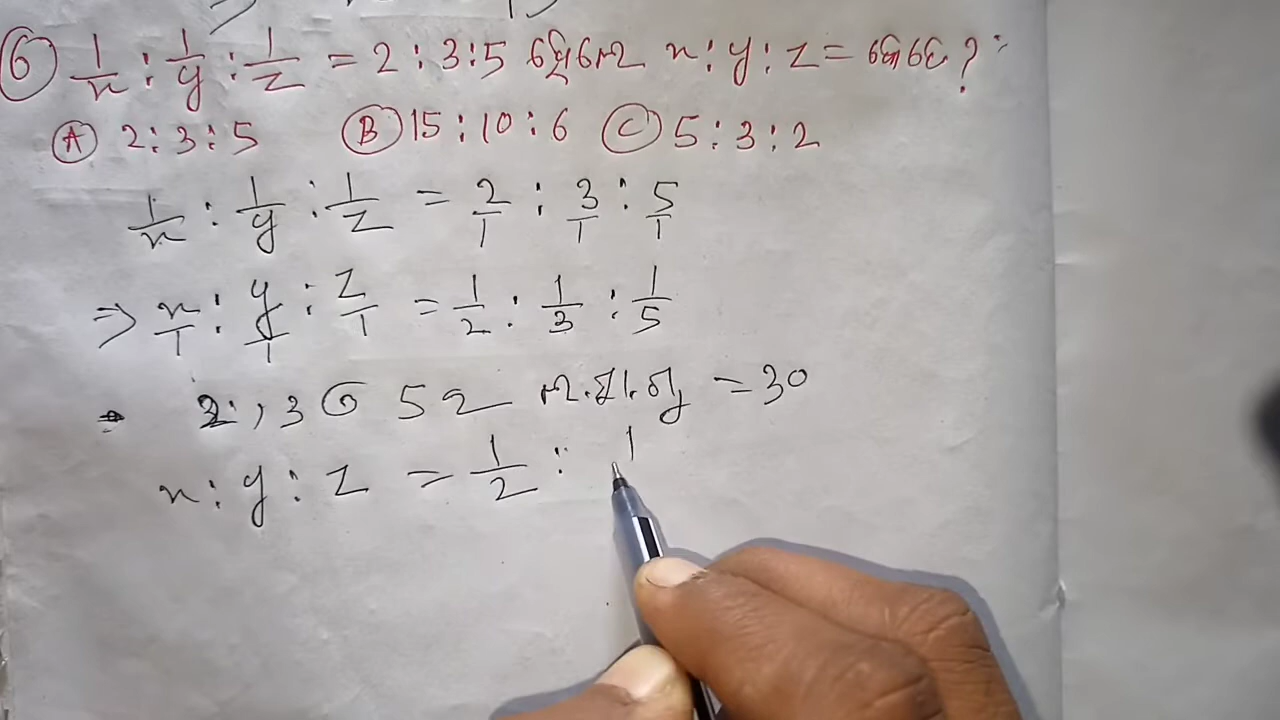 6 1/x : 1/y : 1/z = 2 : 3 : 5 ହେଲେ x : y : z = କେତେ ?
A 2 : 3 : 5 B 15 : 10 : 6 C 5 : 3 : 2
1/x : 1/y : 1/z = 2/1 : 3/1 : 5/1
⇒ x/1 : y/1 : z/1 = 1/2 : 1/3 : 1/5
2, 3 ଓ 5 ର ଲ.ସା.ଗୁ = 30
x : y : z = 1/2 : 1